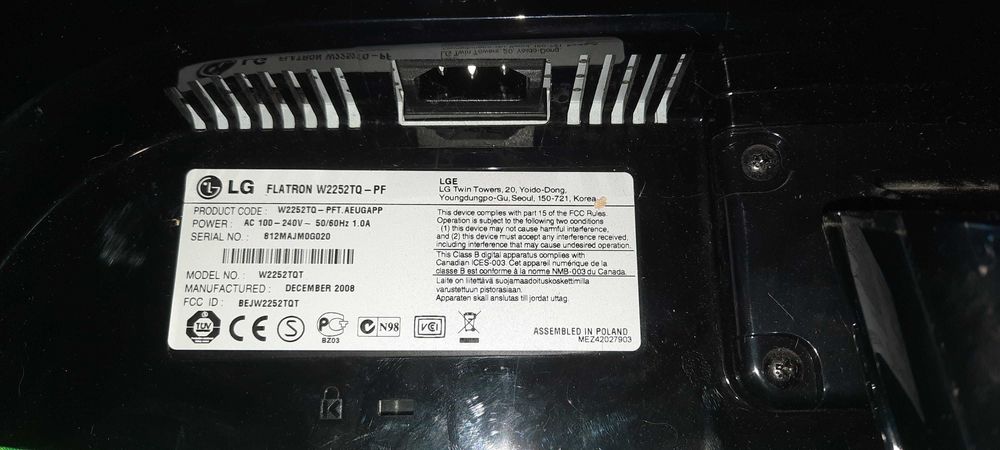 LG FLATRON W2252TQ-PF
PRODUCT CODE : W2252TQ-PFT.AEUGAPP
POWER : AC 100-240V~ 50/60Hz 1.0A
SERIAL NO. : 812MAJM0G020
MODEL NO. : W2252TQT
MANUFACTURED : DECEMBER 2008
FCC ID : BEJW2252TQT
TÜV CE S PC BZ03 C N98 VCI
LGE
LG Twin Towers, 20, Yoido-Dong,
Youngdungpo-Gu, Seoul, 150-721, Korea
This device complies with part 15 of the FCC Rules
Operation is subject to the following two conditions
: (1) this device may not cause harmful interference,
and (2) this device must accept any interference received,
including interference that may cause undesired operation.
This Class B digital apparatus complies with
Canadian ICES-003. Cet appareil numérique de la
classe B est conforme à la norme NMB-003 du Canada.
Laite on liitettävä suojamaadoituskoskettimilla
varustettuun pistorasiaan.
Apparaten skall anslutas till jordat uttag.
ASSEMBLED IN POLAND
MEZ42027903
K